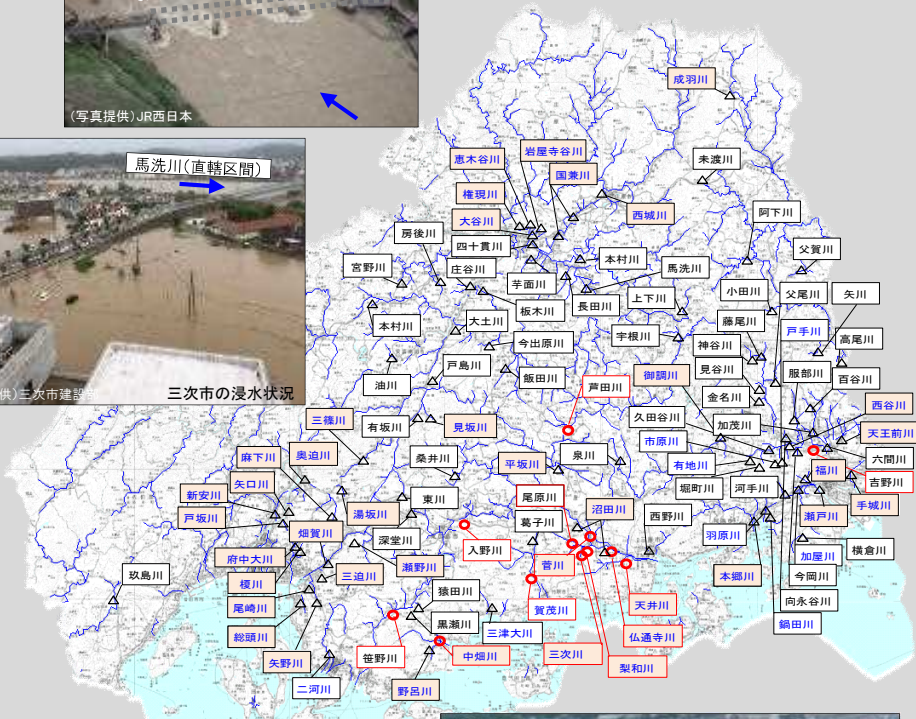 (写真提供)JR西日本
馬洗川(直轄区間)
供)三次市建設部
三次市の浸水状況
成羽川
恵木谷川
岩屋寺谷川
国兼川
未渡川
権現川
大谷川
西城川
阿下川
房後川
四十貫川
父賀川
宮野川
庄谷川
芋面川
本村川
馬洗川
板木川
長田川
上下川
小田川
父尾川
矢川
本村川
大土川
今出原川
宇根川
藤尾川
戸手川
神谷川
高尾川
戸島川
飯田川
御調川
見谷川
服部川
百谷川
油川
芦田川
金名川
三篠川
有坂川
見坂川
久田谷川
加茂川
西谷川
天王前川
麻下川
奥迫川
桑井川
平坂川
泉川
市原川
有地川
六間川
新安川
矢口川
福川
吉野川
戸坂川
湯坂川
東川
尾原川
沼田川
堀町川
河手川
手城川
畑賀川
深堂川
葛子川
西野川
羽原川
瀬戸川
府中大川
入野川
菅川
加屋川
横倉川
玖島川
榎川
三迫川
瀬野川
本郷川
今岡川
尾崎川
猿田川
賀茂川
天井川
向永谷川
総頭川
黒瀬川
三津大川
仏通寺川
鍋田川
矢野川
笹野川
中畑川
三次川
梨和川
二河川
野呂川